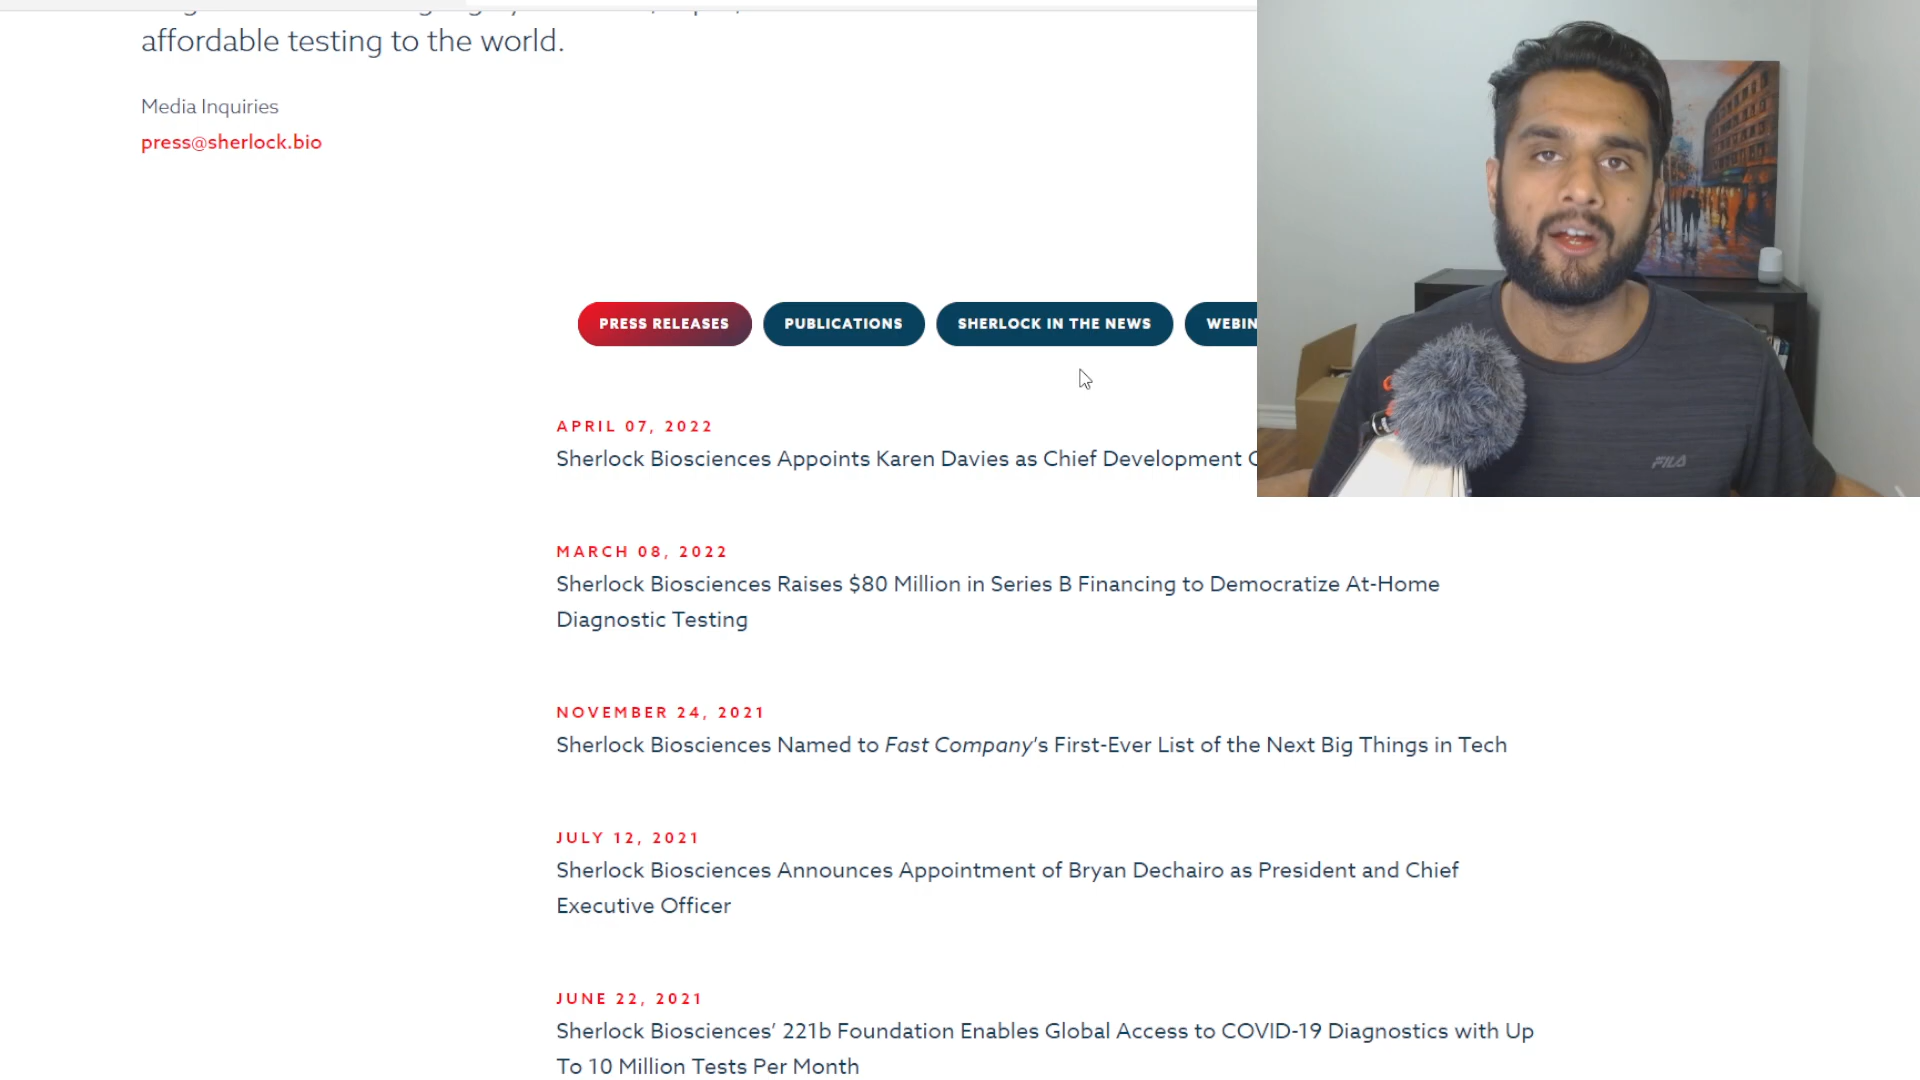 affordable testing to the world.
Media Inquiries
press@sherlock.bio
PRESS RELEASES
PUBLICATIONS
SHERLOCK IN THE NEWS
APRIL 07, 2022
Sherlock Biosciences Appoints Karen Davies as Chief Development
MARCH 08, 2022
Sherlock Biosciences Raises $80 Million in Series B Financing to Democratize At-Home
Diagnostic Testing
NOVEMBER 24, 2021
Sherlock Biosciences Named to Fast Company's First-Ever List of the Next Big Things in Tech
JULY 12, 2021
Sherlock Biosciences Announces Appointment of Bryan Dechairo as President and Chief
Executive Officer
JUNE 22, 2021
Sherlock Biosciences’ 221b Foundation Enables Global Access to COVID-19 Diagnostics with Up
To 10 Million Tests Per Month
FILA